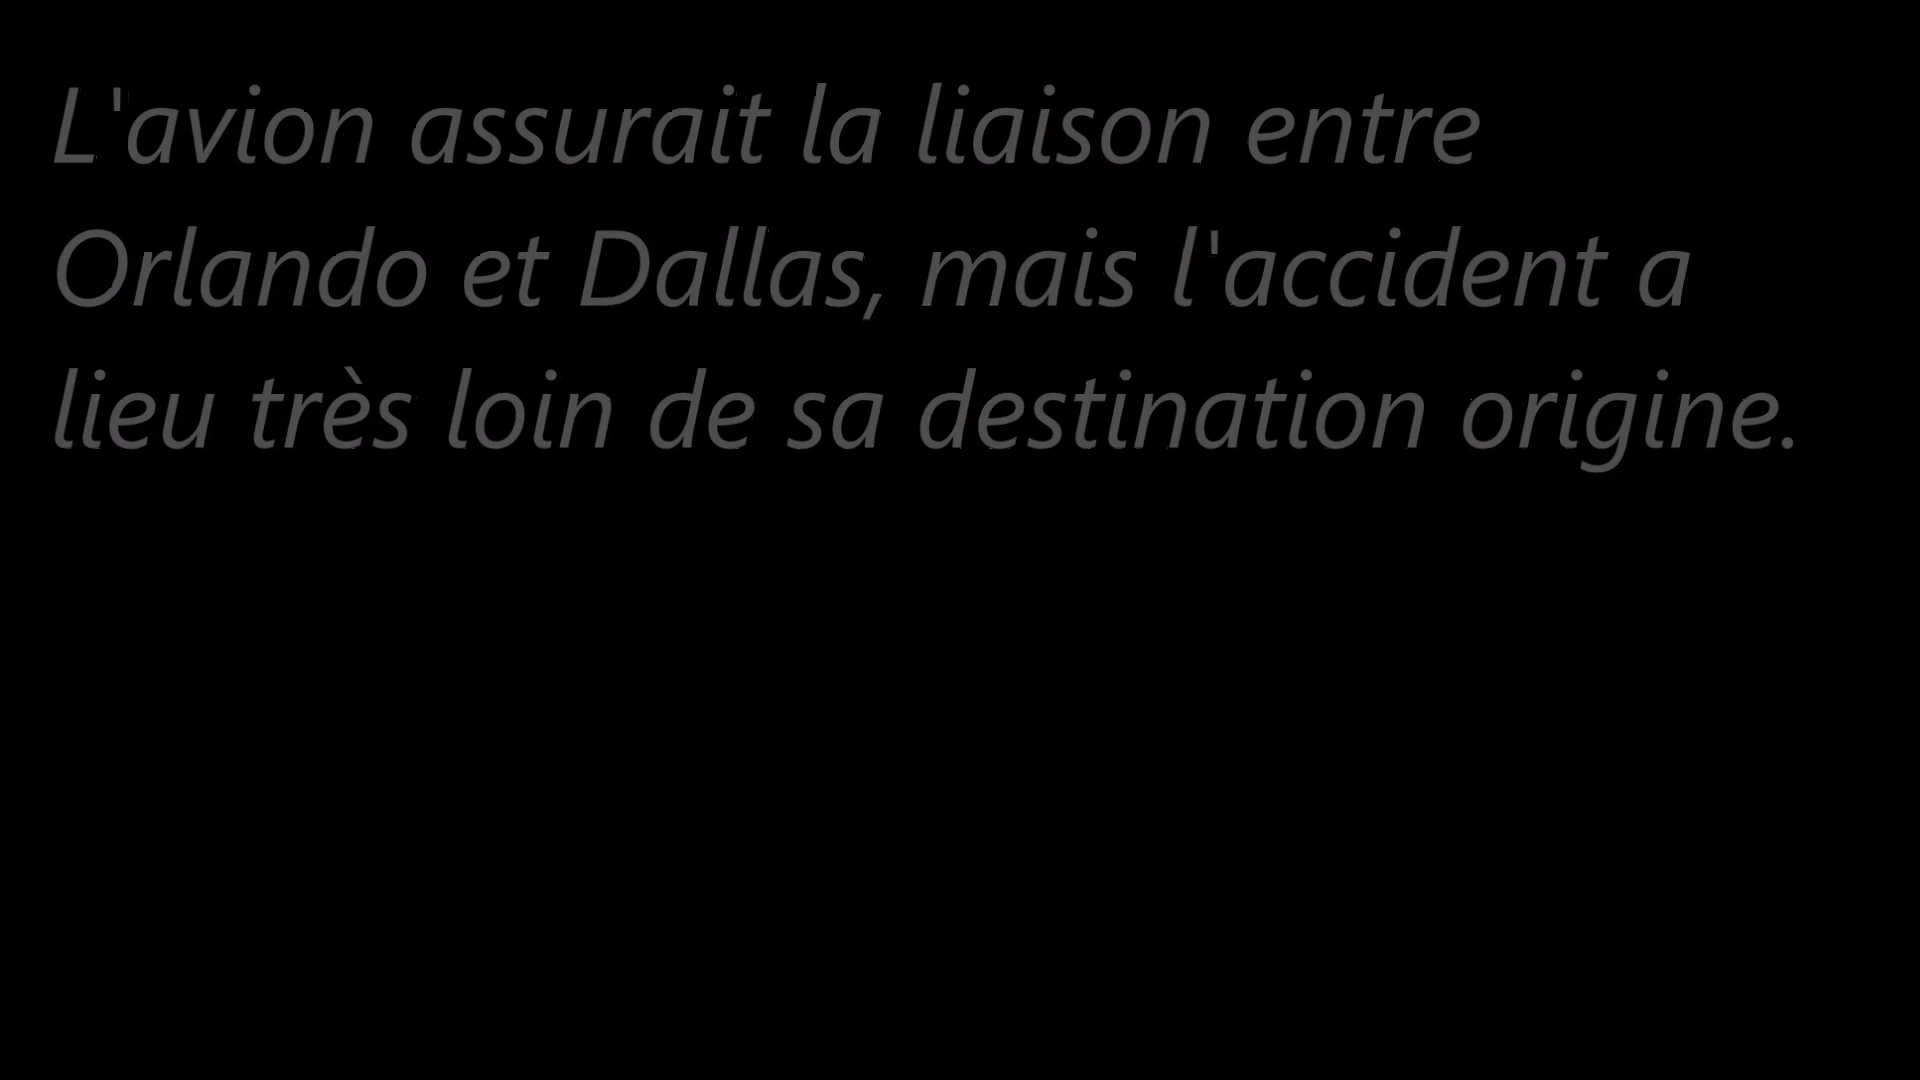 L'avion assurait la liaison entre
Orlando et Dallas, mais l'accident a
lieu très loin de sa destination origine.